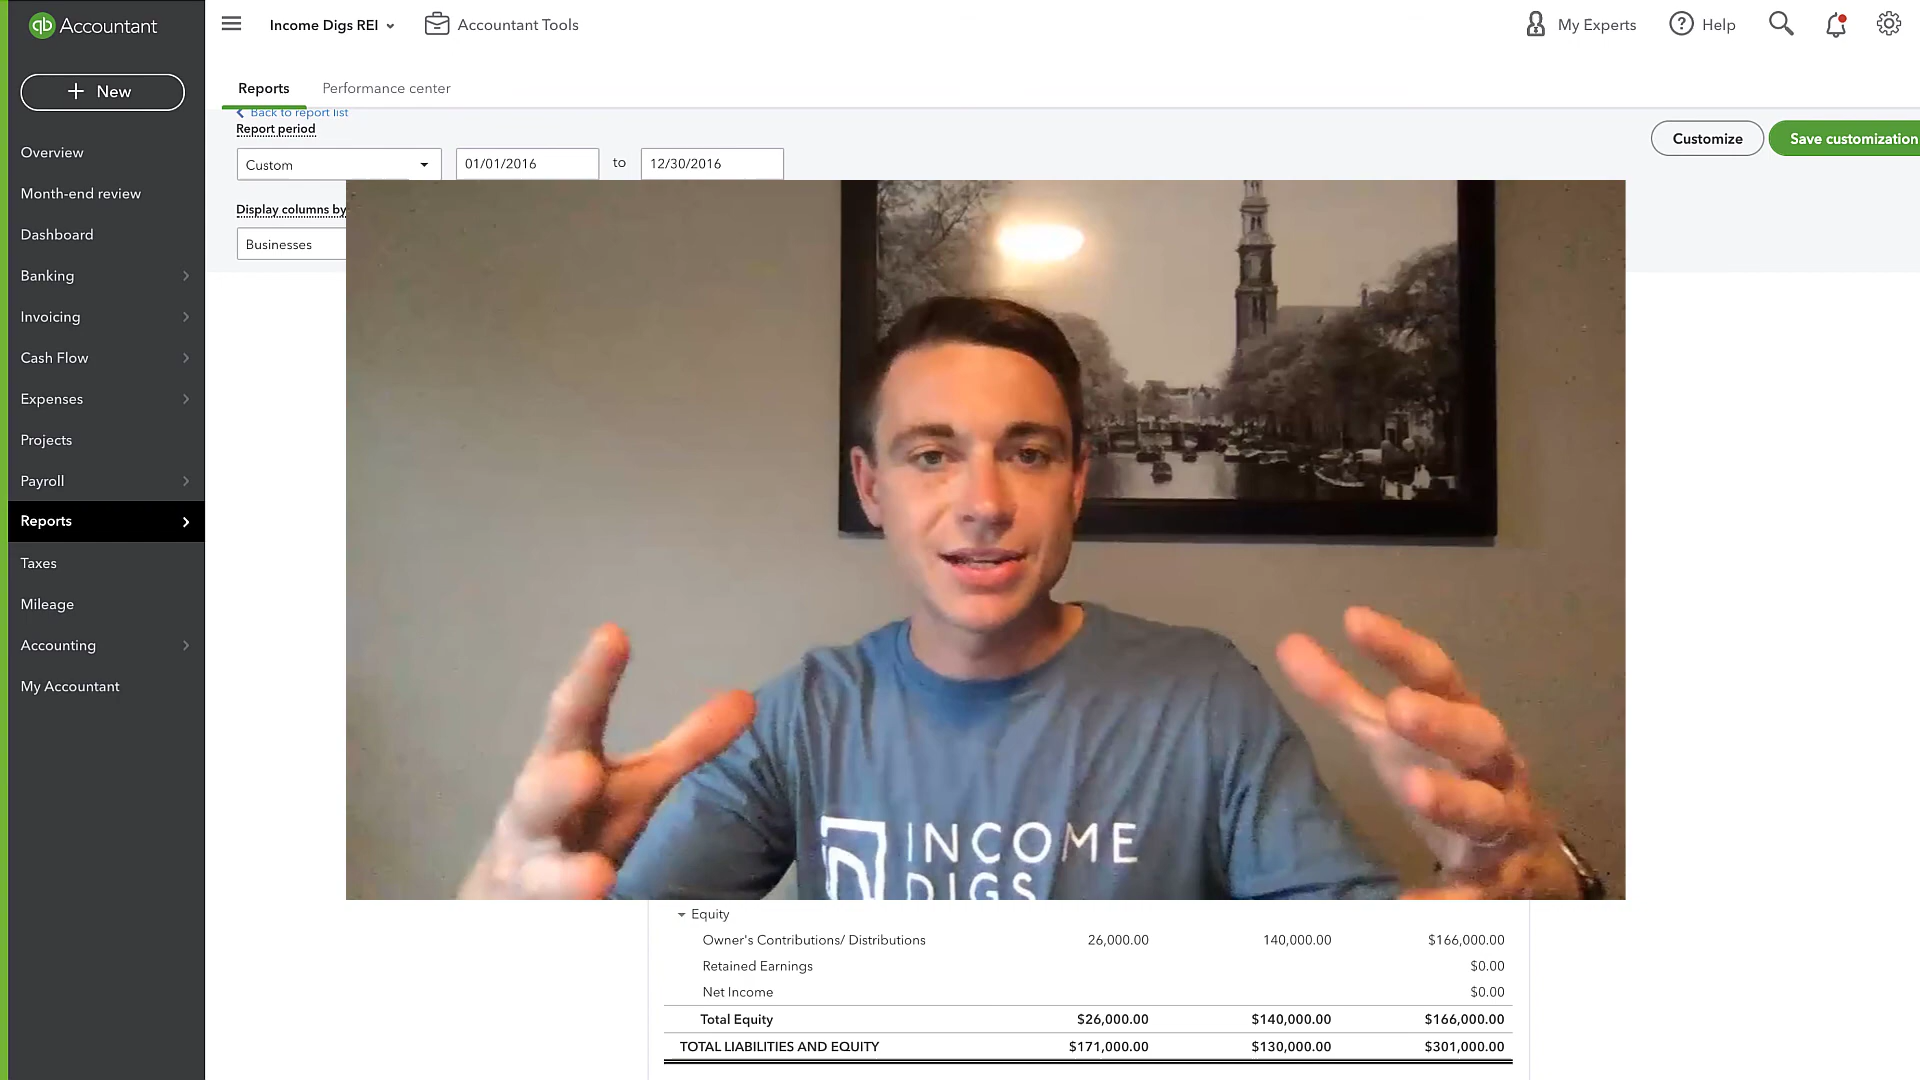 qb Accountant
Income Digs REI
Accountant Tools
My Experts
Help
+ New
Reports
Performance center
Back to report list
Report period
Custom
01/01/2016
to
12/30/2016
Customize
Save customization
Display columns by
Businesses
Overview
Month-end review
Dashboard
Banking
Invoicing
Cash Flow
Expenses
Projects
Payroll
Reports
Taxes
Mileage
Accounting
My Accountant
INCOME
DIGS
Equity
Owner's Contributions/ Distributions 26,000.00 140,000.00 $166,000.00
Retained Earnings $0.00
Net Income $0.00
Total Equity $26,000.00 $140,000.00 $166,000.00
TOTAL LIABILITIES AND EQUITY $171,000.00 $130,000.00 $301,000.00